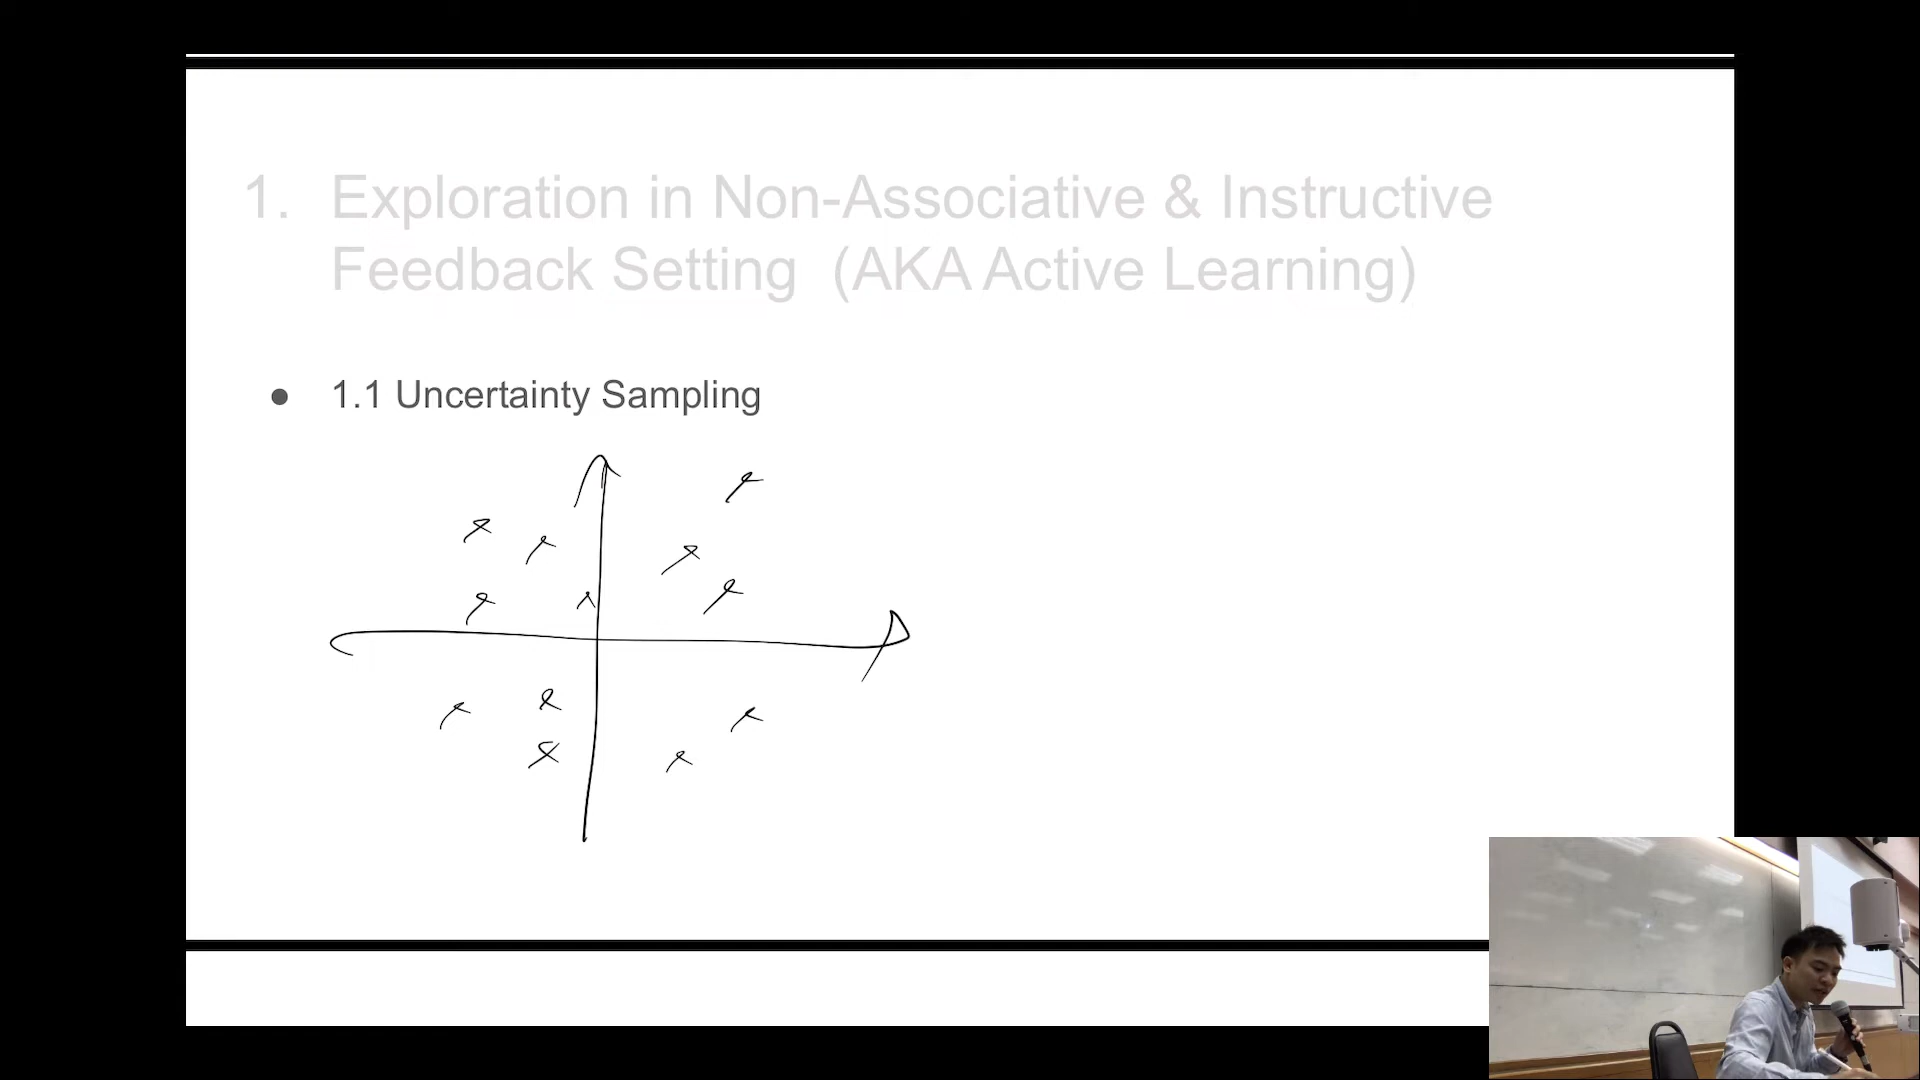 1. Exploration in Non-Associative & Instructive
Feedback Setting (AKA Active Learning)
● 1.1 Uncertainty Sampling